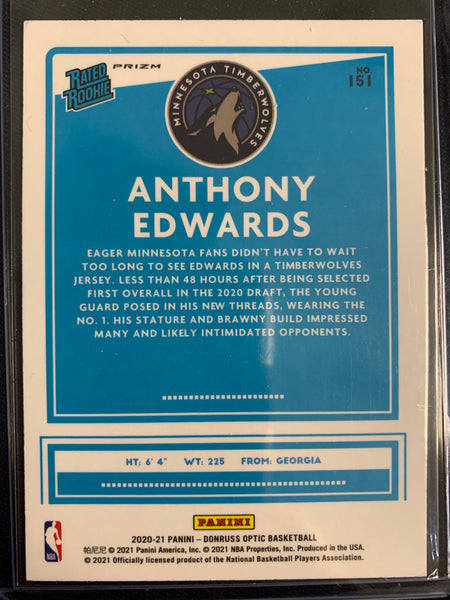 RATED
ROOKIE
PRIZM
MINNESOTA TIMBERWOLVES
NO.
151
ANTHONY
EDWARDS
EAGER MINNESOTA FANS DIDN'T HAVE TO WAIT
TOO LONG TO SEE EDWARDS IN A TIMBERWOLVES
JERSEY. LESS THAN 48 HOURS AFTER BEING SELECTED
FIRST OVERALL IN THE 2020 DRAFT, THE YOUNG
GUARD POSED IN HIS NEW THREADS, WEARING THE
NO. 1. HIS STATURE AND BRAWNY BUILD IMPRESSED
MANY AND LIKELY INTIMIDATED OPPONENTS.
HT: 6' 4" WT: 225 FROM: GEORGIA
PANINI
NBA
2020-21 PANINI - DONRUSS OPTIC BASKETBALL
帕尼尼 © 2021 Panini America, Inc. © 2021 NBA Properties, Inc. Produced in the USA.
© 2021 Officially licensed product of the National Basketball Players Association.